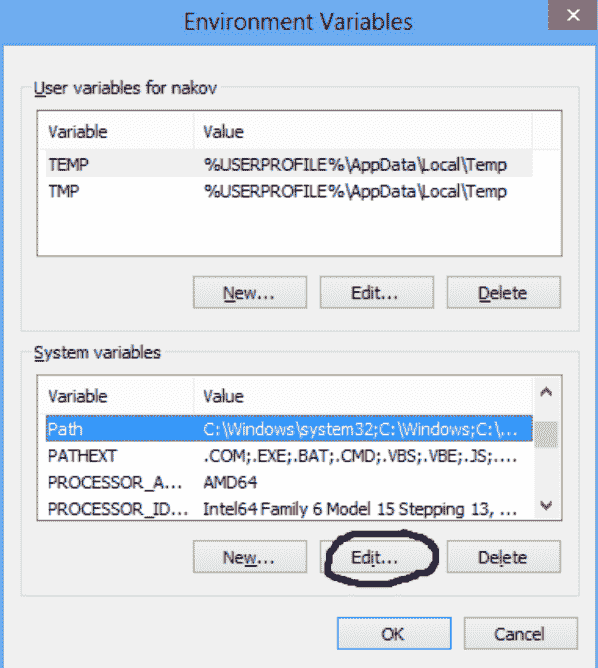 Environment Variables
User variables for nakov
Variable Value
TEMP %USERPROFILE%\AppData\Local\Temp
TMP %USERPROFILE%\AppData\Local\Temp
New... Edit... Delete
System variables
Variable Value
Path C:\Windows\system32;C:\Windows;C:\...
PATHEXT .COM;.EXE;.BAT;.CMD;.VBS;.VBE;.JS;....
PROCESSOR_A... AMD64
PROCESSOR_ID... Intel64 Family 6 Model 15 Stepping 13, ...
New... Edit... Delete
OK Cancel